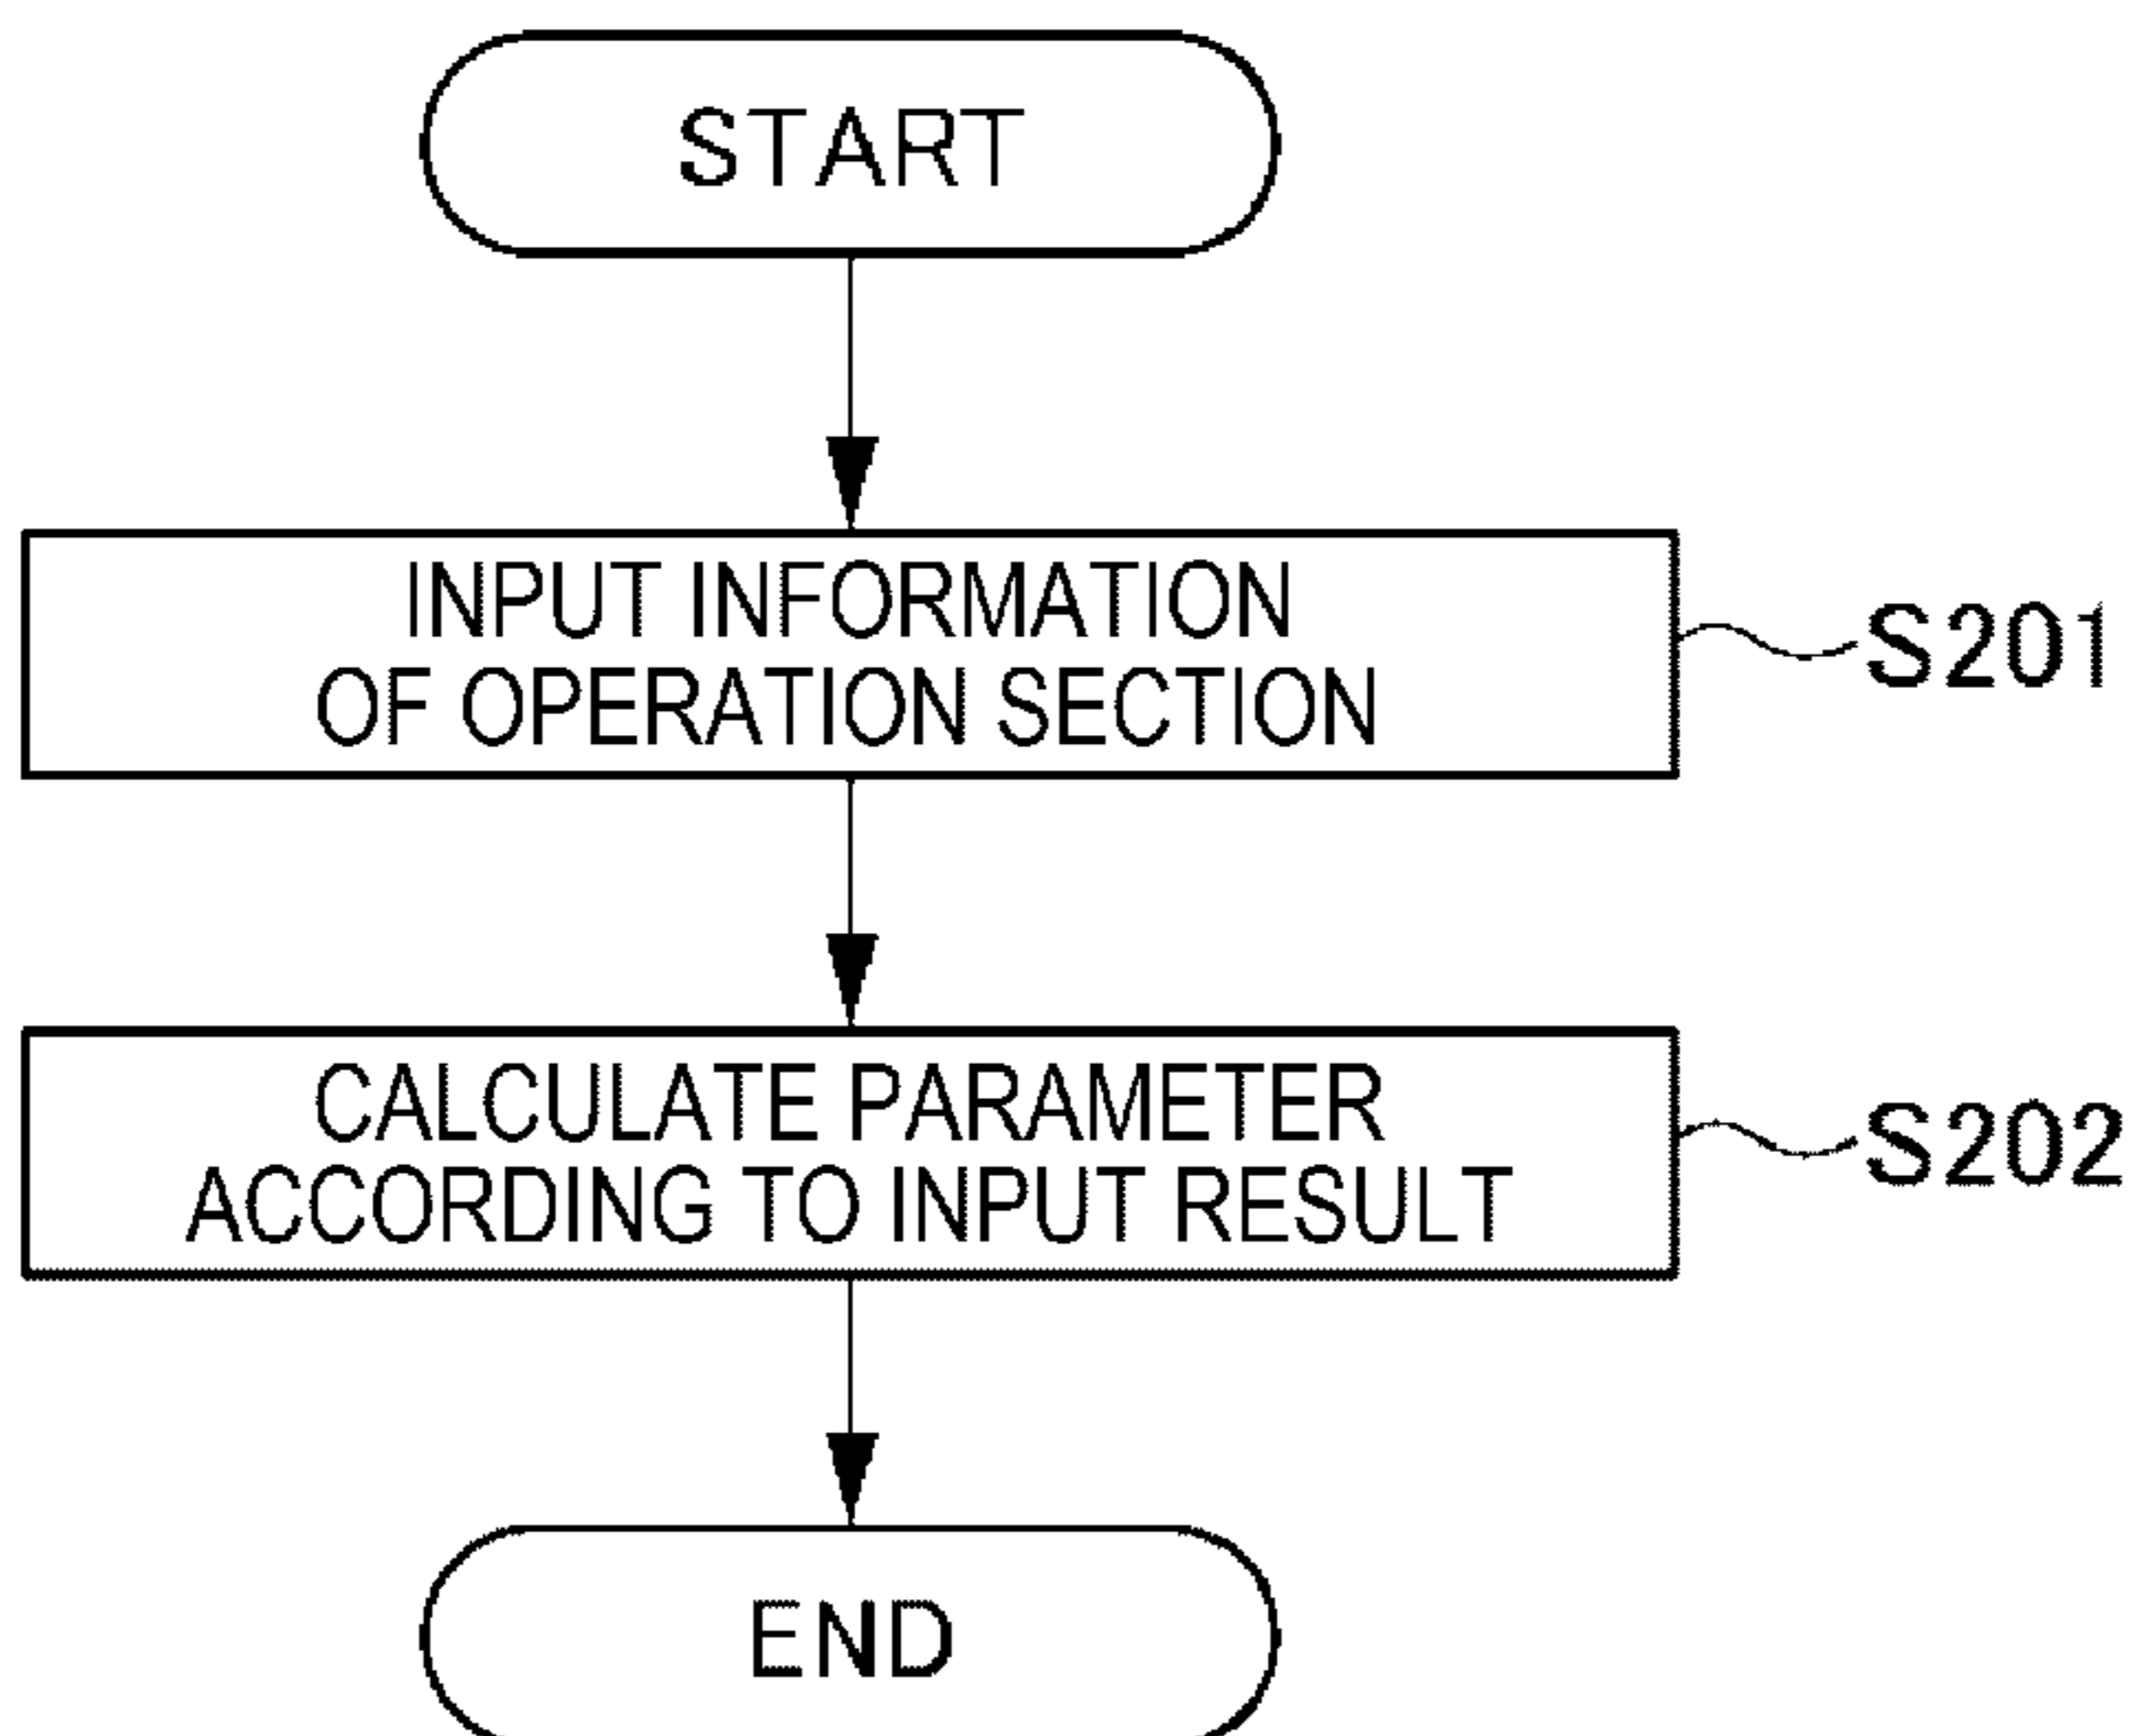 START
INPUT INFORMATION
OF OPERATION SECTION
S201
CALCULATE PARAMETER
ACCORDING TO INPUT RESULT
S202
END